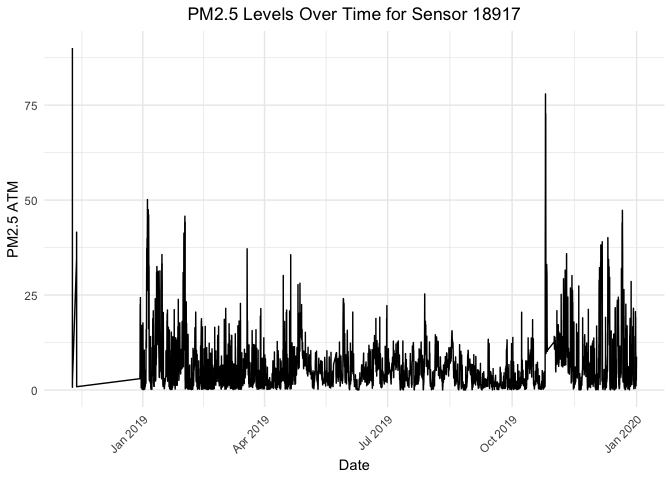 PM2.5 Levels Over Time for Sensor 18917
PM2.5 ATM
75
50
25
0
Jan 2019
Apr 2019
Jul 2019
Oct 2019
Jan 2020
Date